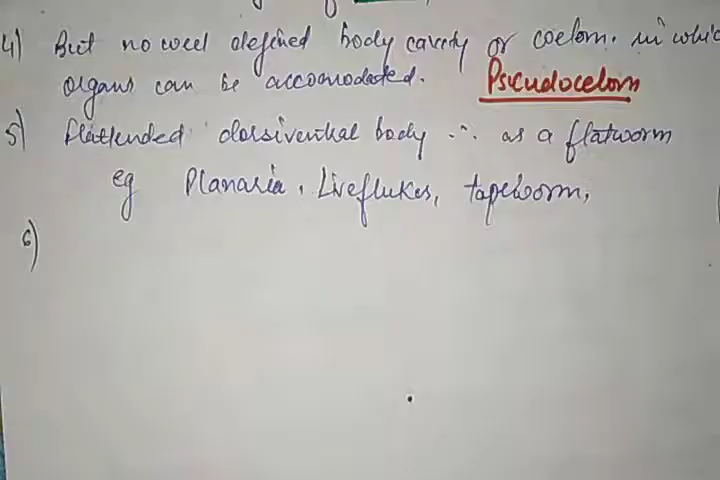 4) But no well defined body cavity or coelom. in whic
organs can be accomodated. Pseudocelom
5) flattended dorsiventral body ∴ as a flatworm
eg Planaria, Liveflukes, tapeworm,
6)